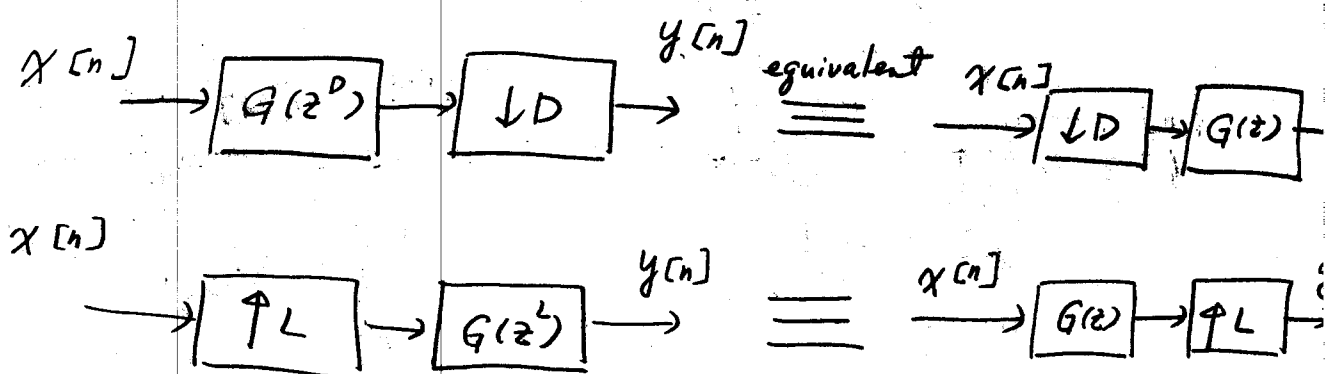 x[n] G(z^D) ↓D y[n] equivalent x[n] ↓D G(z)
x[n] ↑L G(z^L) y[n] x[n] G(z) ↑L